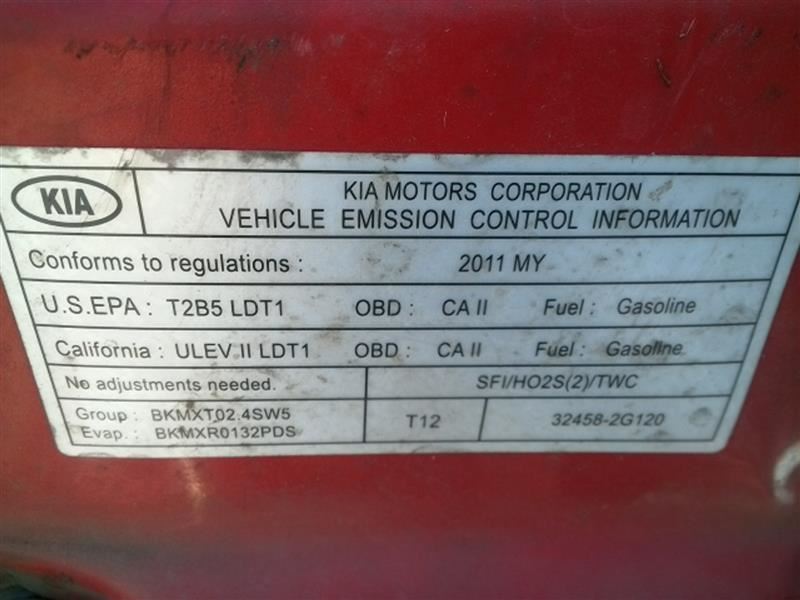 KIA
KIA MOTORS CORPORATION
VEHICLE EMISSION CONTROL INFORMATION
Conforms to regulations : 2011 MY
U.S.EPA : T2B5 LDT1 OBD : CA II Fuel : Gasoline
California : ULEV II LDT1 OBD : CA II Fuel : Gasoline
No adjustments needed. SFI/HO2S(2)/TWC
Group : BKMXT02.4SW5
Evap. : BKMXR0132PDS
T12
32458-2G120